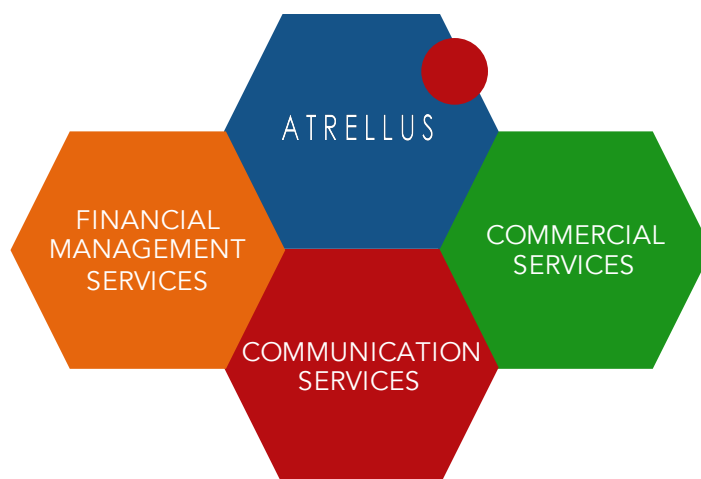 ATRELLUS
FINANCIAL
MANAGEMENT
SERVICES
COMMERCIAL
SERVICES
COMMUNICATION
SERVICES